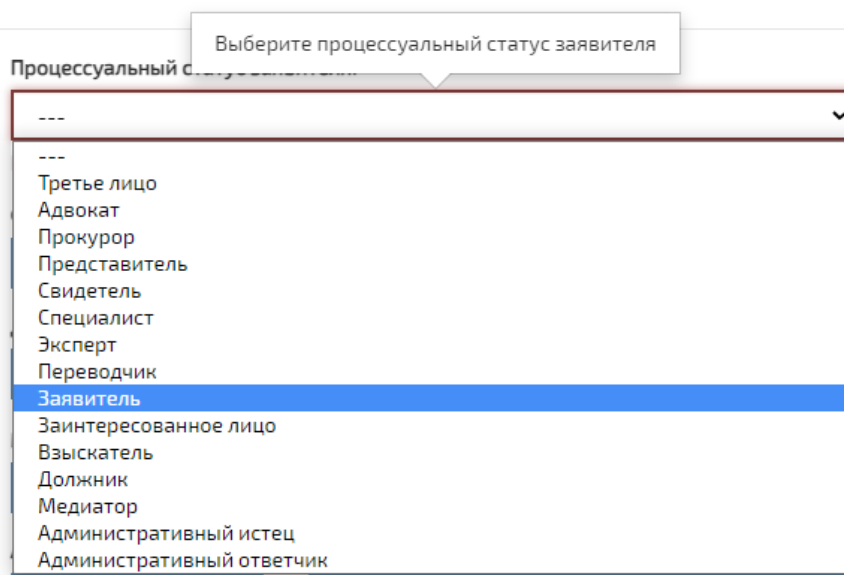 Выберите процессуальный статус заявителя
Процессуальный
---
---
Третье лицо
Адвокат
Прокурор
Представитель
Свидетель
Специалист
Эксперт
Переводчик
Заявитель
Заинтересованное лицо
Взыскатель
Должник
Медиатор
Административный истец
Административный ответчик